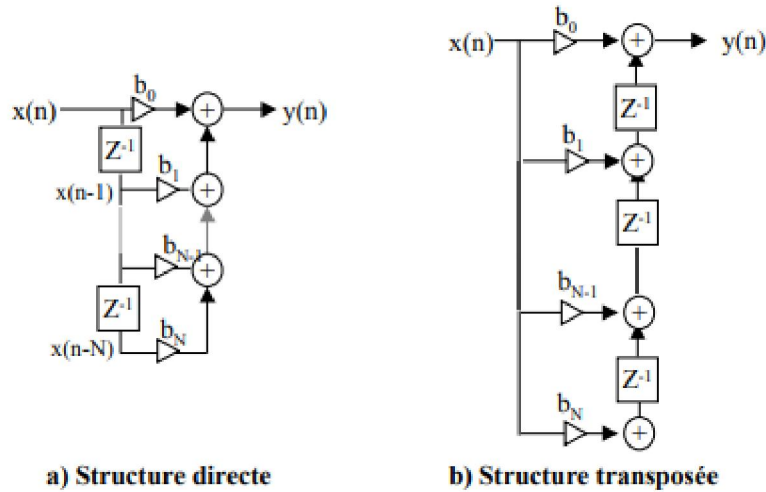 x(n)
b0
y(n)
Z-1
x(n-1)
b1
bN-1
Z-1
x(n-N)
bN
a) Structure directe
x(n)
b0
y(n)
Z-1
b1
Z-1
bN-1
Z-1
bN
b) Structure transposée